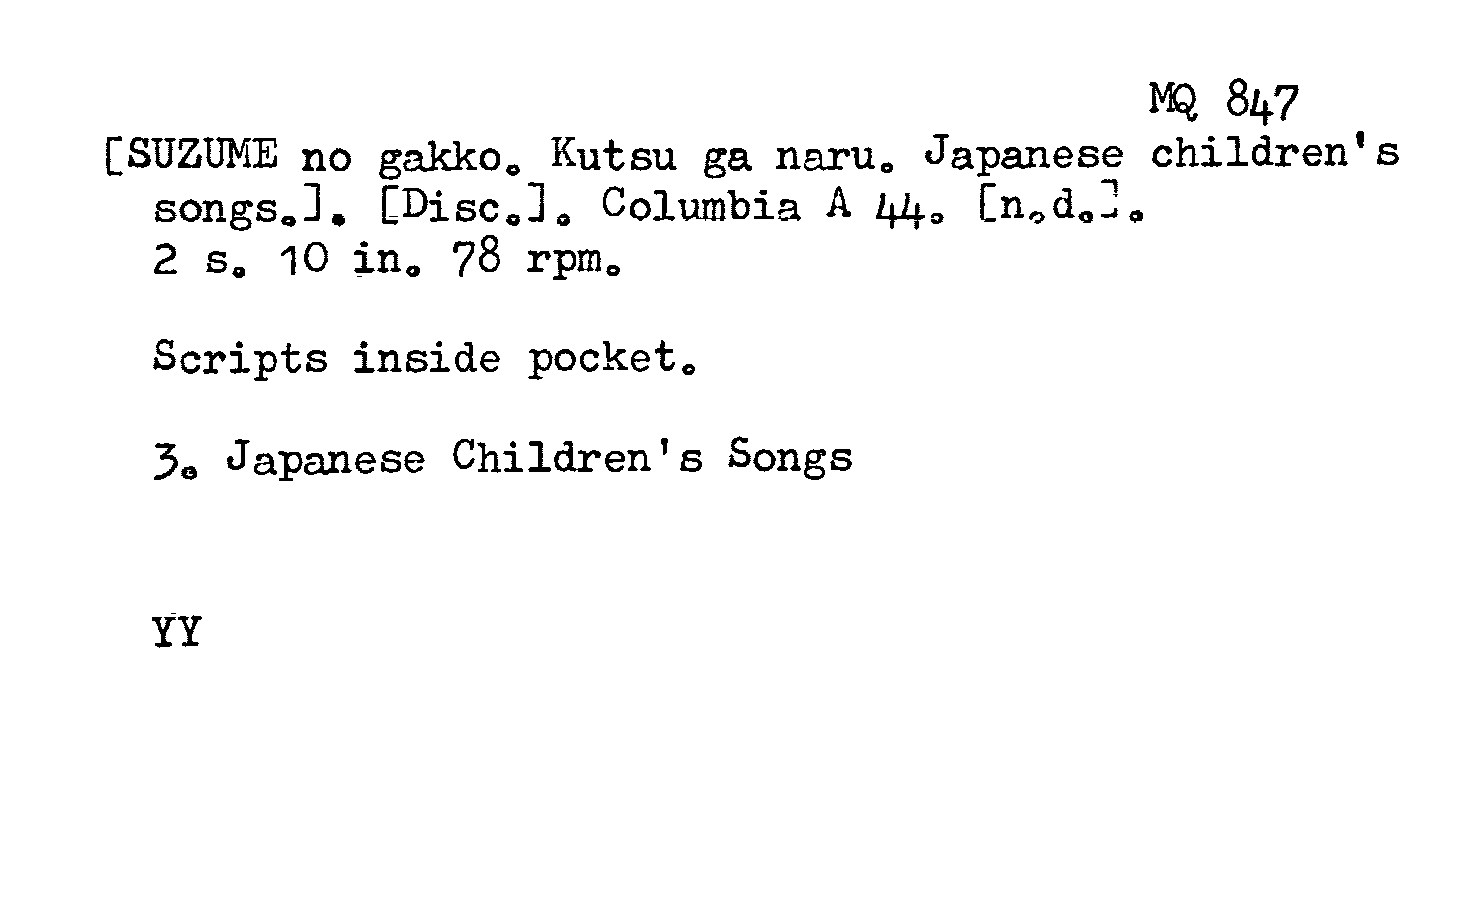 MQ 847
[SUZUME no gakko. Kutsu ga naru. Japanese children's
songs.]. [Disc.]. Columbia A 44. [n.d.].
2 s. 10 in. 78 rpm.
Scripts inside pocket.
3. Japanese Children's Songs
YY